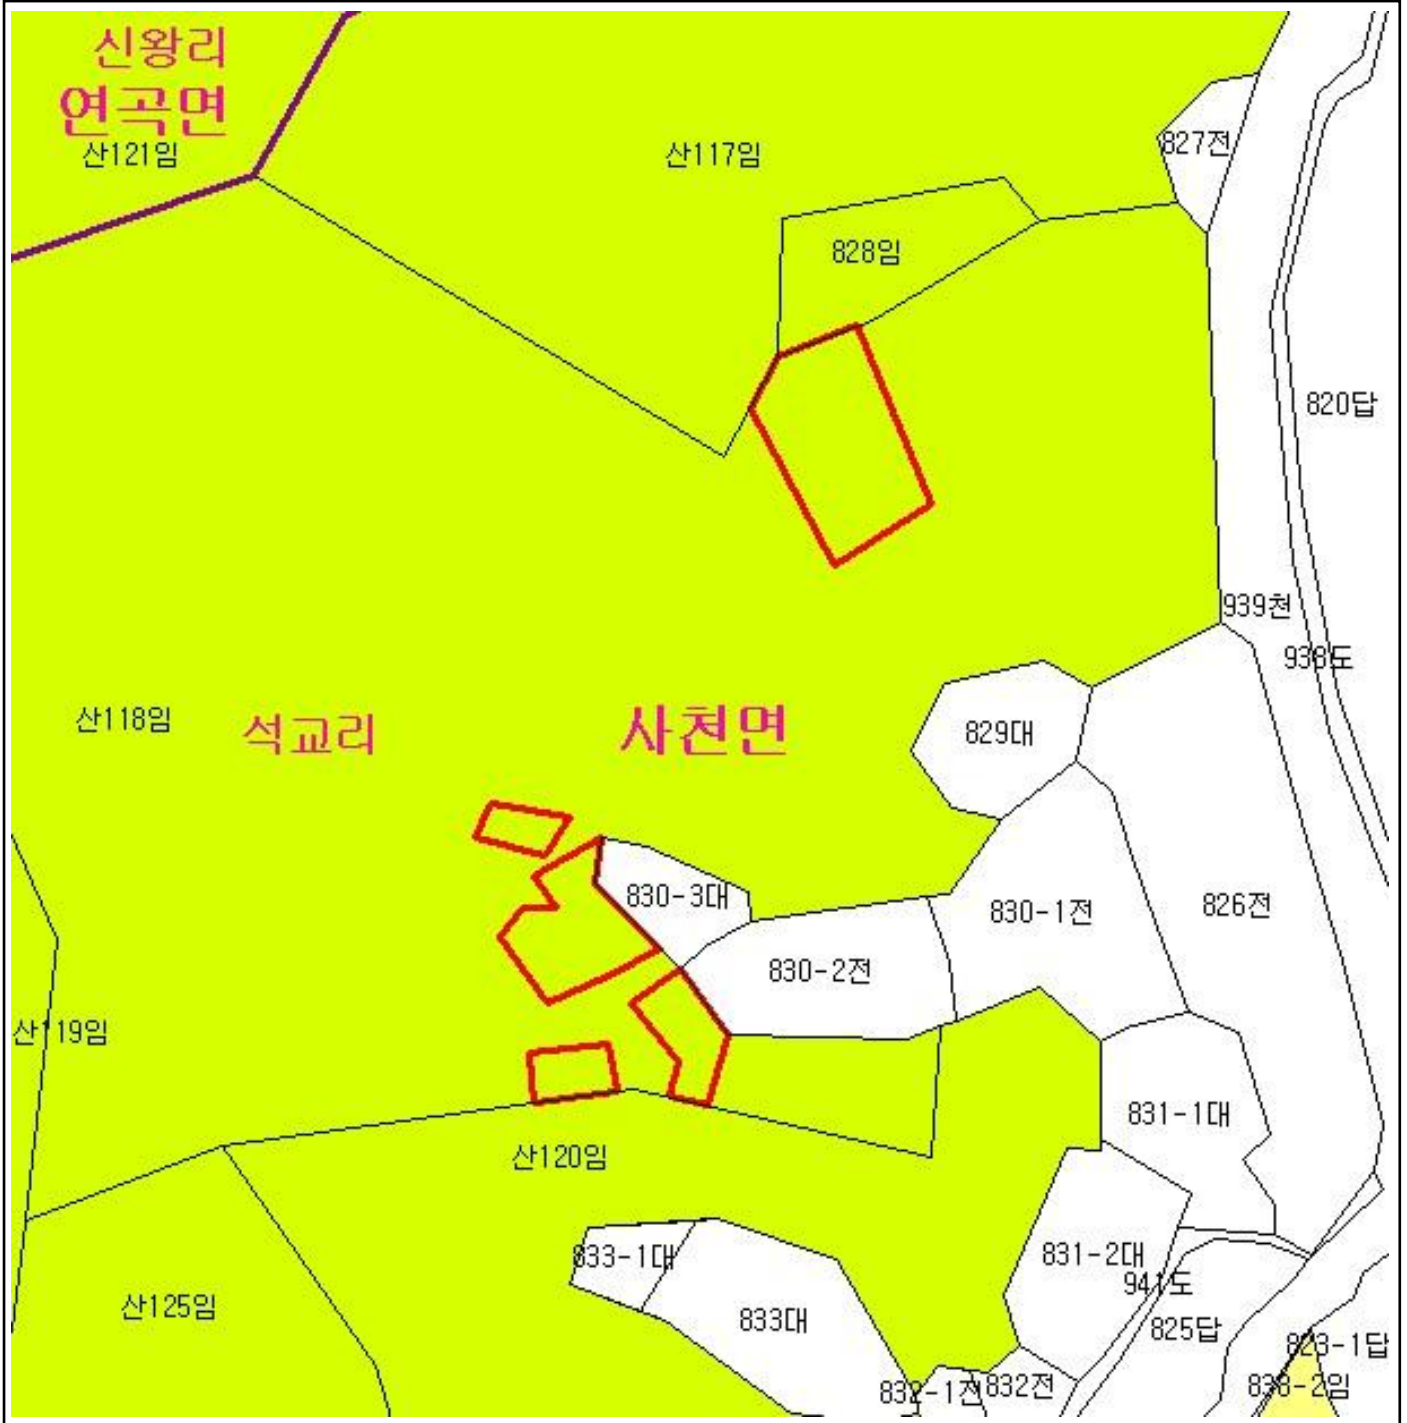 신왕리
연곡면
산121임
산117임
827전
828임
820답
939천
938도
산118임
석교리
사천면
829대
830-3대
830-1전
826전
830-2전
산119임
831-1대
산120임
833-1대
831-2대
941도
산125임
833대
825답
823-1답
832-1전
832전
838-2임